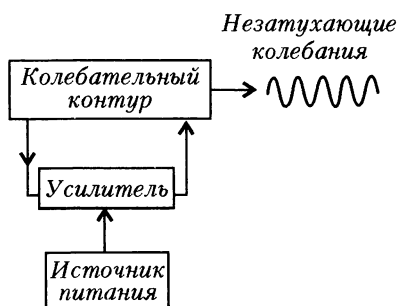 Незатухающие
колебания
Колебательный
контур
Усилитель
Источник
питания